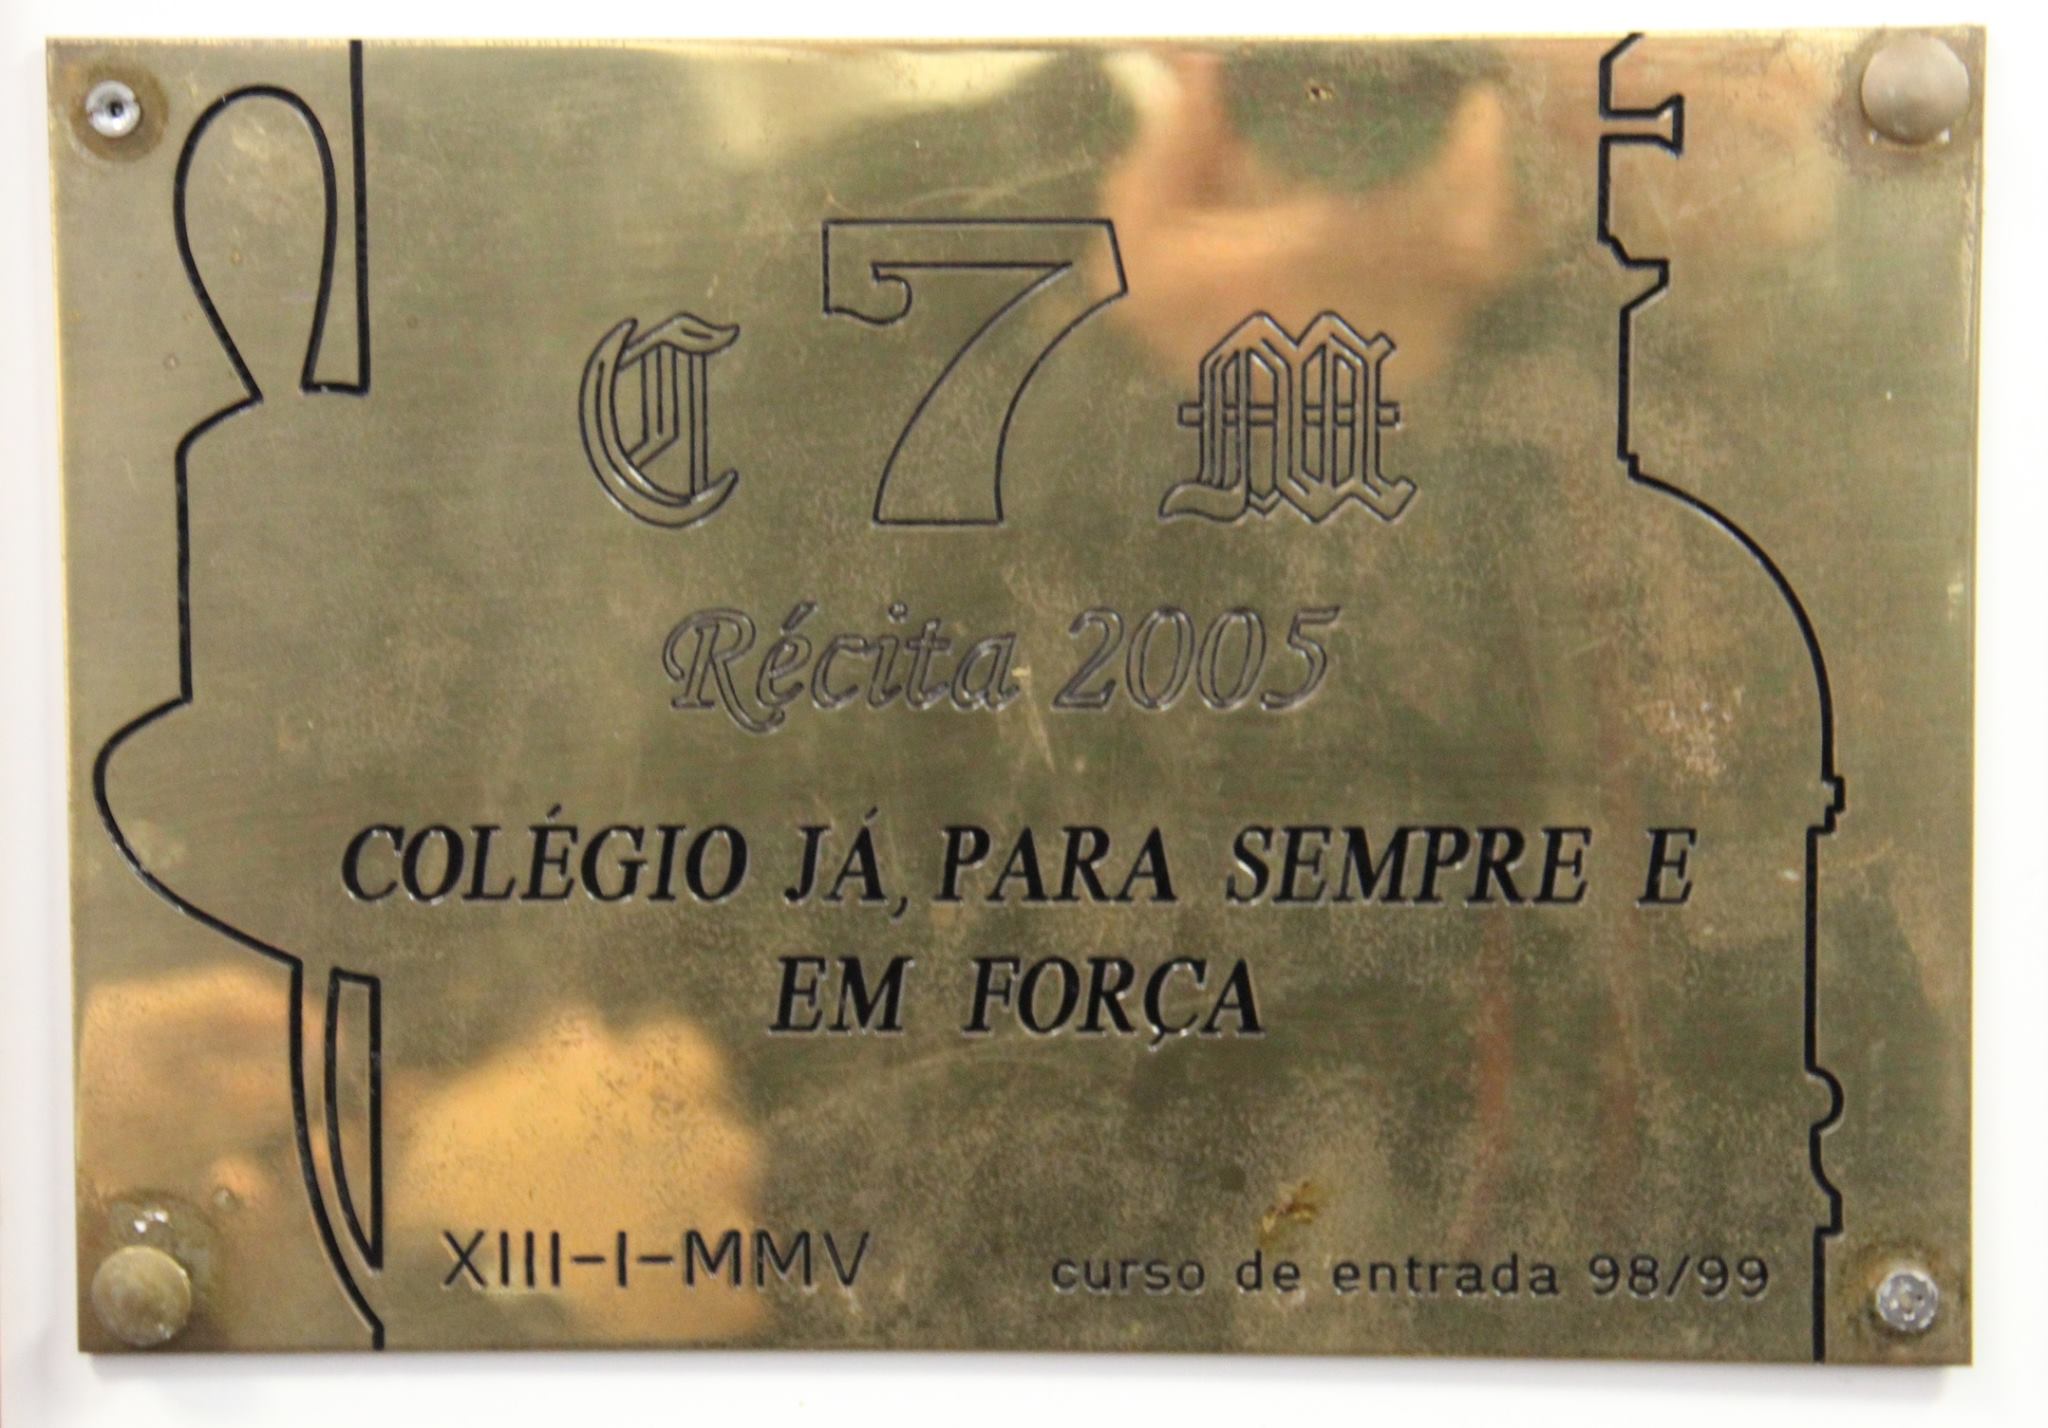 C 7 M
Récita 2005
COLÉGIO JÁ, PARA SEMPRE E
EM FORÇA
XIII-I-MMV curso de entrada 98/99